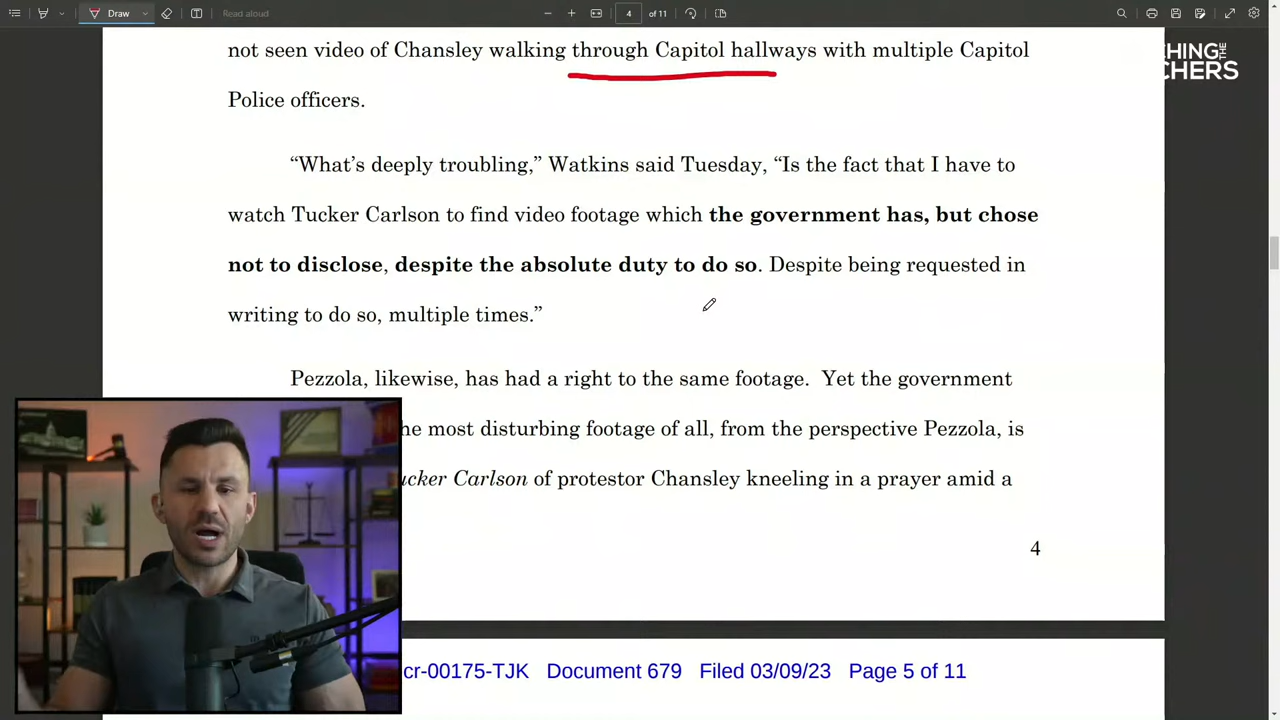 Draw
Read aloud
4
of 11
not seen video of Chansley walking through Capitol hallways with multiple Capitol
Police officers.
“What’s deeply troubling,” Watkins said Tuesday, “Is the fact that I have to
watch Tucker Carlson to find video footage which the government has, but chose
not to disclose, despite the absolute duty to do so. Despite being requested in
writing to do so, multiple times.”
Pezzola, likewise, has had a right to the same footage. Yet the government
most disturbing footage of all, from the perspective Pezzola, is
Carlson of protestor Chansley kneeling in a prayer amid a
4
cr-00175-TJK Document 679 Filed 03/09/23 Page 5 of 11